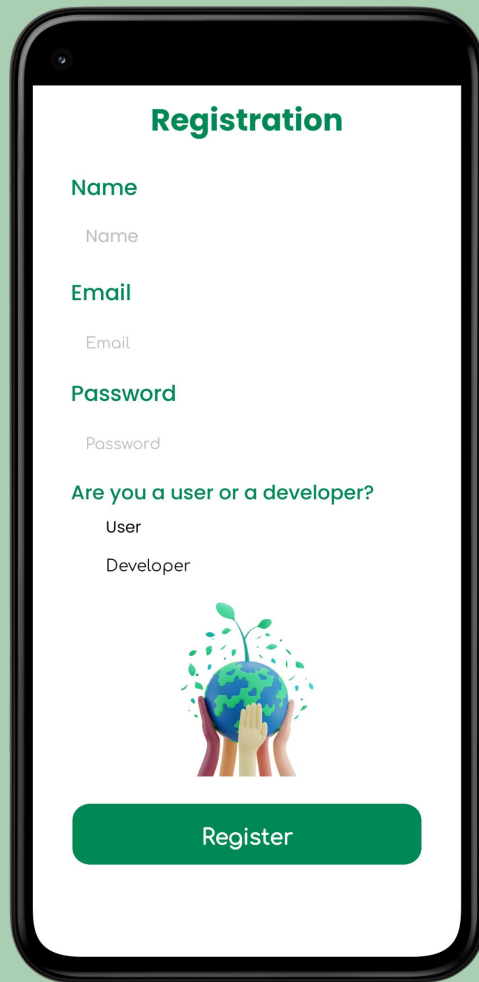 Registration
Name
Name
Email
Email
Password
Password
Are you a user or a developer?
User
Developer
Register